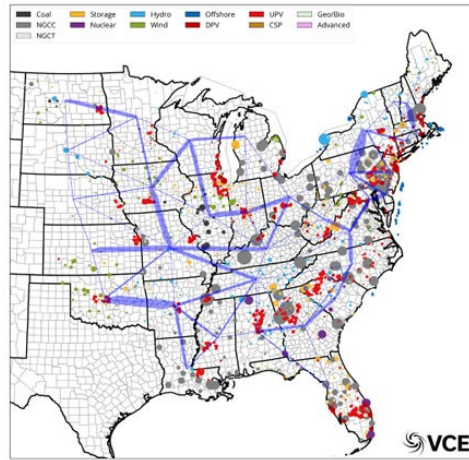 Coal Storage Hydro Offshore UPV Geo/Bio
NGCC Nuclear Wind DPV CSP Advanced
NGCT
VCE